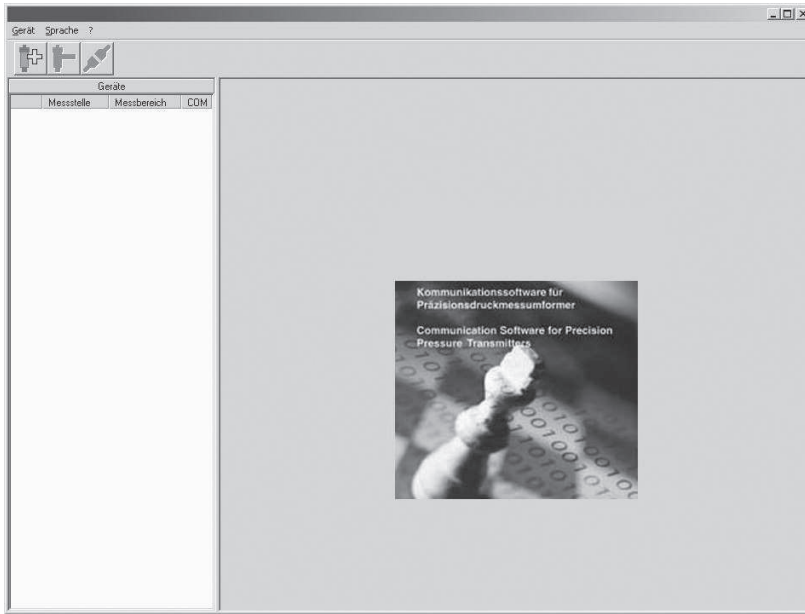 Gerät Sprache ?
Geräte
Messstelle Messbereich COM
Kommunikationssoftware für
Präzisionsdruckmessumformer
Communication Software for Precision
Pressure Transmitters